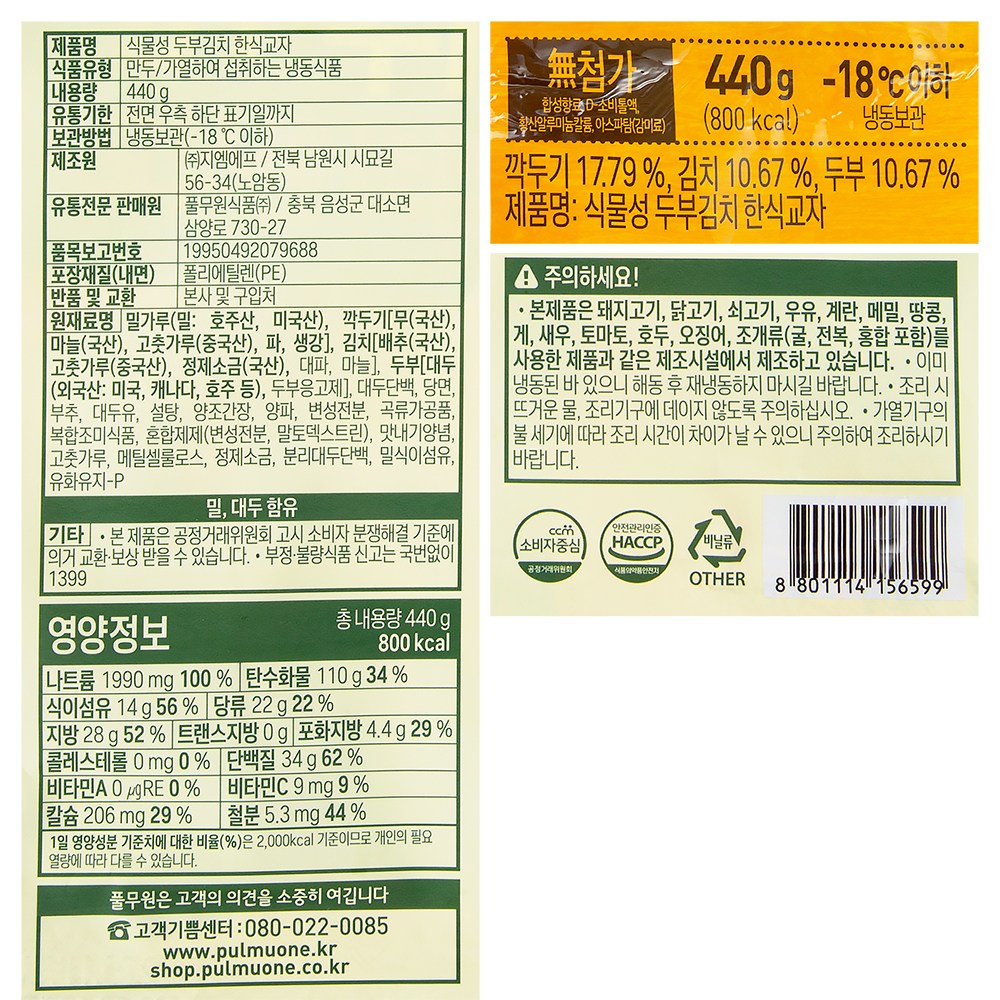 제품명 식물성 두부김치 한식교자
식품유형 만두/가열하여 섭취하는 냉동식품
내용량 440 g
유통기한 전면 우측 하단 표기일까지
보관방법 냉동보관(-18 ℃ 이하)
제조원 ㈜지엠에프 / 전북 남원시 시묘길
56-34(노암동)
유통전문 판매원 풀무원식품㈜ / 충북 음성군 대소면
삼양로 730-27
품목보고번호 19950492079688
포장재질(내면) 폴리에틸렌(PE)
반품 및 교환 본사 및 구입처
원재료명 밀가루(밀: 호주산, 미국산), 깍두기[무(국산),
마늘(국산), 고춧가루(중국산), 파, 생강], 김치[배추(국산),
고춧가루(중국산), 정제소금(국산), 대파, 마늘], 두부[대두
(외국산: 미국, 캐나다, 호주 등), 두부응고제], 대두단백, 당면,
부추, 대두유, 설탕, 양조간장, 양파, 변성전분, 곡류가공품,
복합조미식품, 혼합제제(변성전분, 말토덱스트린), 맛내기양념,
고춧가루, 메틸셀룰로스, 정제소금, 분리대두단백, 밀식이섬유,
유화유지-P
밀, 대두 함유
기타 • 본 제품은 공정거래위원회 고시 소비자 분쟁해결 기준에
의거 교환·보상 받을 수 있습니다. • 부정·불량식품 신고는 국번없이
1399
영양정보 총 내용량 440 g
800 kcal
나트륨 1990 mg 100 % 탄수화물 110 g 34 %
식이섬유 14 g 56 % 당류 22 g 22 %
지방 28 g 52 % 트랜스지방 0 g 포화지방 4.4 g 29 %
콜레스테롤 0 mg 0 % 단백질 34 g 62 %
비타민A 0 μgRE 0 % 비타민C 9 mg 9 %
칼슘 206 mg 29 % 철분 5.3 mg 44 %
1일 영양성분 기준치에 대한 비율(%)은 2,000kcal 기준이므로 개인의 필요
열량에 따라 다를 수 있습니다.
풀무원은 고객의 의견을 소중히 여깁니다
☎ 고객기쁨센터 : 080-022-0085
www.pulmuone.kr
shop.pulmuone.co.kr
無첨가
합성향료, D-소비톨액,
황산알루미늄칼륨, 아스파탐(감미료)
440 g
(800 kcal)
-18 ℃ 이하
냉동보관
깍두기 17.79 %, 김치 10.67 %, 두부 10.67 %
제품명: 식물성 두부김치 한식교자
주의하세요!
• 본제품은 돼지고기, 닭고기, 쇠고기, 우유, 계란, 메밀, 땅콩,
게, 새우, 토마토, 호두, 오징어, 조개류(굴, 전복, 홍합 포함)를
사용한 제품과 같은 제조시설에서 제조하고 있습니다. • 이미
냉동된 바 있으니 해동 후 재냉동하지 마시길 바랍니다. • 조리 시
뜨거운 물, 조리기구에 데이지 않도록 주의하십시오. • 가열기구의
불 세기에 따라 조리 시간이 차이가 날 수 있으니 주의하여 조리하시기
바랍니다.
ccm
소비자중심
공정거래위원회
안전관리인증
HACCP
식품의약품안전처
비닐류
OTHER
8 801114 156599